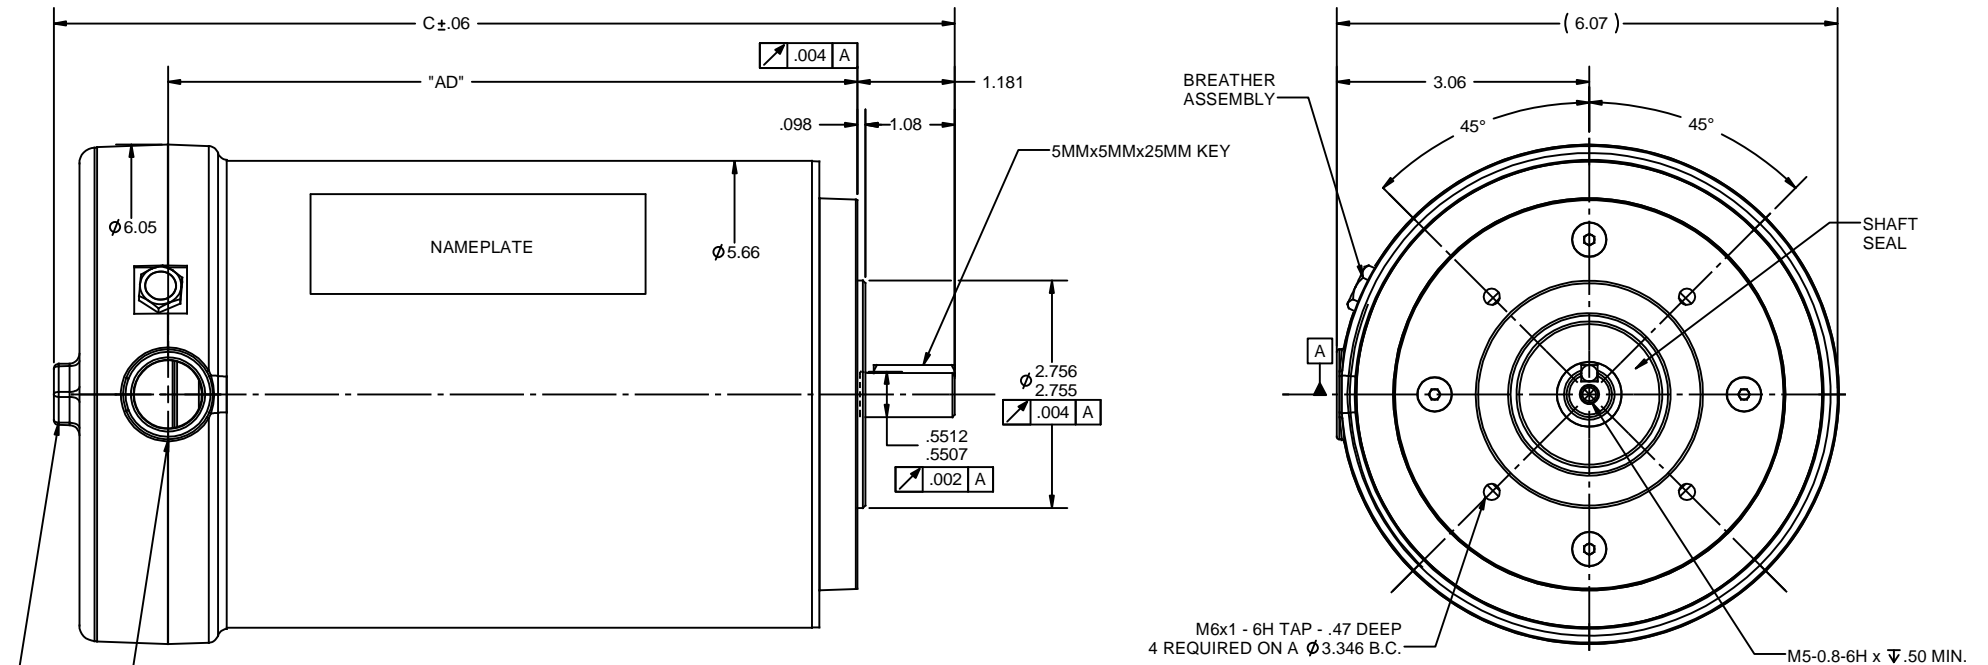 C±.06
.004 A
"AD"
1.181
.098
1.08
5MMx5MMx25MM KEY
ϕ6.05
NAMEPLATE
ϕ5.66
ϕ 2.756
2.755
.004 A
.5512
.5507
.002 A
( 6.07 )
BREATHER
ASSEMBLY
3.06
45°
45°
SHAFT
SEAL
A
M6x1 - 6H TAP - .47 DEEP
4 REQUIRED ON A ϕ3.346 B.C.
M5-0.8-6H x ↧.50 MIN.